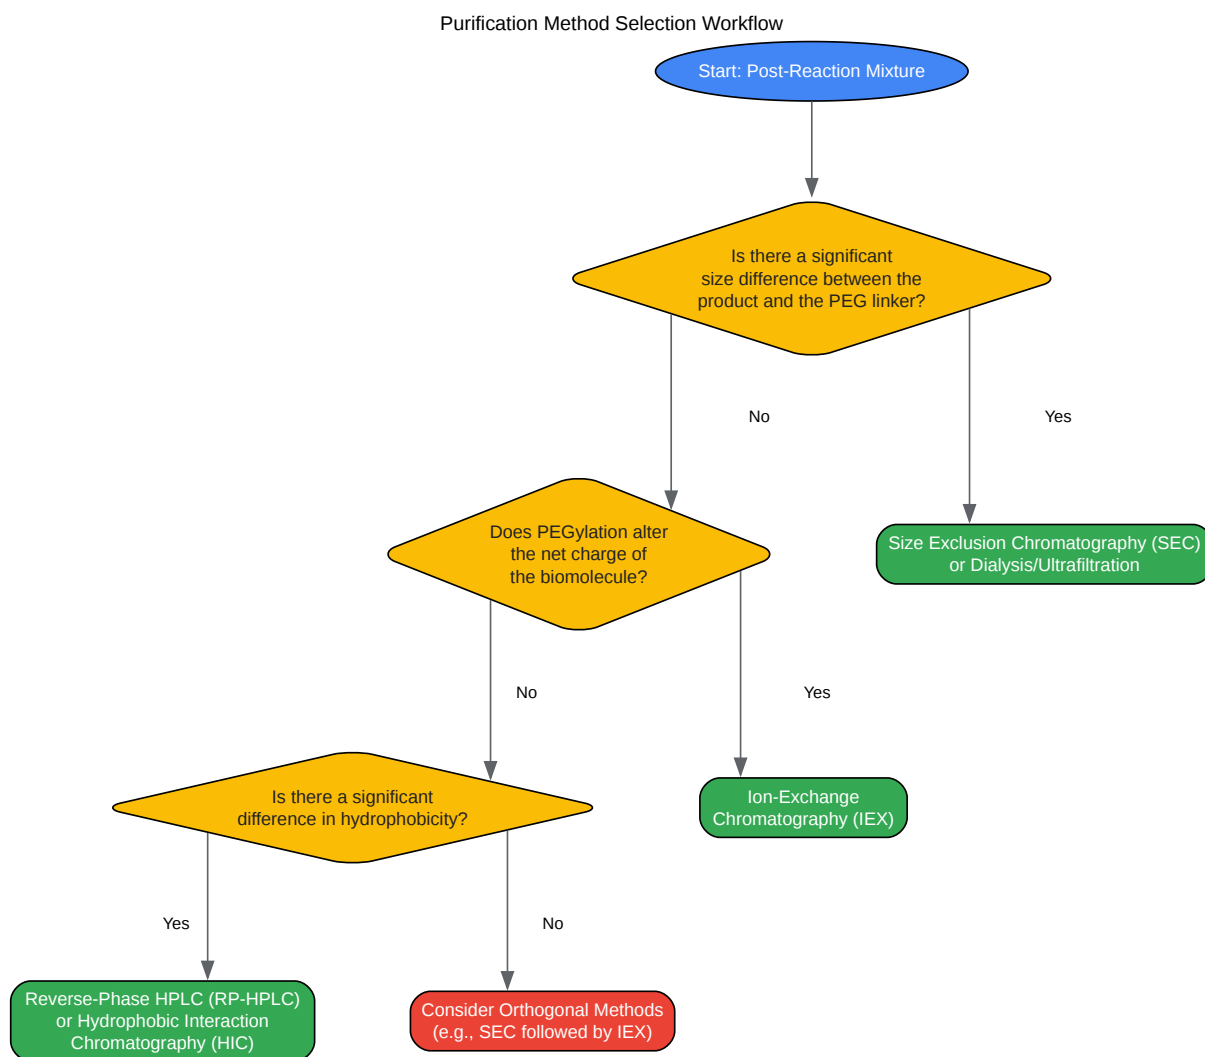 Purification Method Selection Workflow
Start: Post-Reaction Mixture
Is there a significant
size difference between the
product and the PEG linker?
No
Yes
Does PEGylation alter
the net charge of
the biomolecule?
Size Exclusion Chromatography (SEC)
or Dialysis/Ultrafiltration
No
Yes
Is there a significant
difference in hydrophobicity?
Ion-Exchange
Chromatography (IEX)
Yes
No
Reverse-Phase HPLC (RP-HPLC)
or Hydrophobic Interaction
Chromatography (HIC)
Consider Orthogonal Methods
(e.g., SEC followed by IEX)